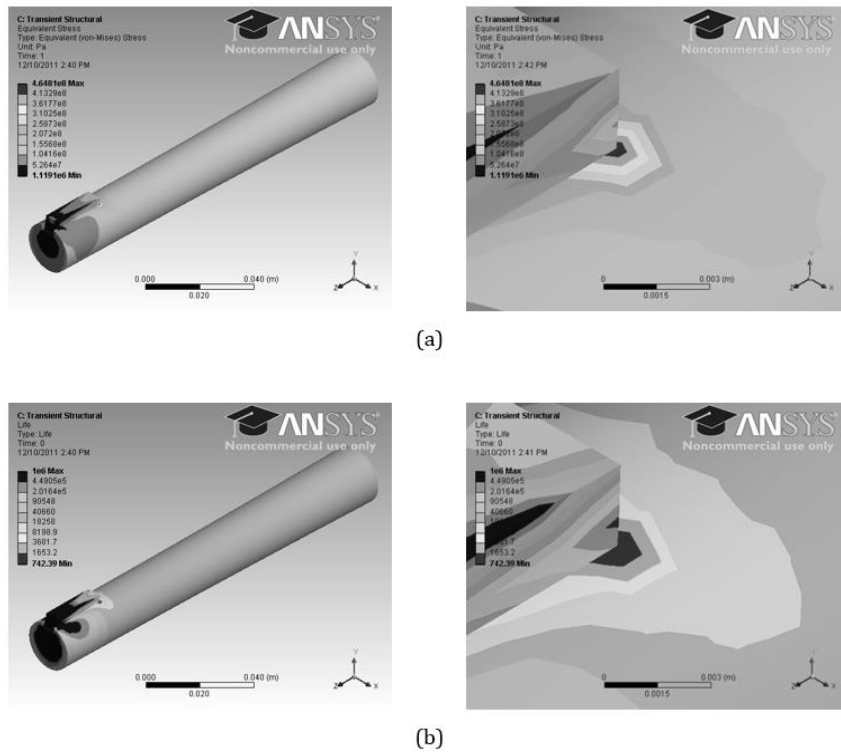 C: Transient Structural
Equivalent Stress
Type: Equivalent (von-Mises) Stress
Unit: Pa
Time: 1
12/10/2011 2:40 PM
4.6481e8 Max
4.1329e8
3.6177e8
3.1025e8
2.5873e8
2.072e8
1.5568e8
1.0416e8
5.264e7
1.1191e6 Min
ANSYS
Noncommercial use only
0.000
0.040 (m)
0.020
Y
Z
X
C: Transient Structural
Equivalent Stress
Type: Equivalent (von-Mises) Stress
Unit: Pa
Time: 1
12/10/2011 2:42 PM
4.6481e8 Max
4.1329e8
3.6177e8
3.1025e8
2.5873e8
2.072e8
1.5568e8
1.0416e8
5.264e7
1.1191e6 Min
ANSYS
Noncommercial use only
0
0.003 (m)
0.0015
Y
Z
X
(a)
C: Transient Structural
Life
Type: Life
Time: 0
12/10/2011 2:40 PM
1e6 Max
4.4905e5
2.0164e5
90548
40660
18258
8198.9
3681.7
1653.2
742.39 Min
ANSYS
Noncommercial use only
0.000
0.040 (m)
0.020
Y
Z
X
C: Transient Structural
Life
Type: Life
Time: 0
12/10/2011 2:41 PM
1e6 Max
4.4905e5
2.0164e5
90548
40660
1653.2
742.39 Min
ANSYS
Noncommercial use only
0
0.003 (m)
0.0015
Y
Z
X
(b)